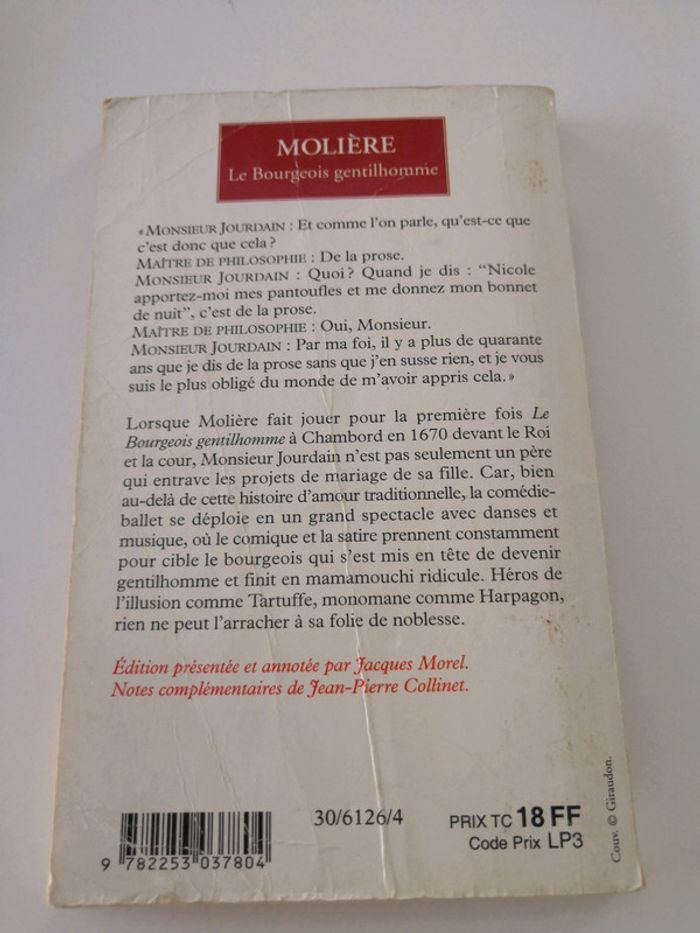 MOLIÈRE
Le Bourgeois gentilhomme
« MONSIEUR JOURDAIN : Et comme l'on parle, qu'est-ce que
c'est donc que cela ?
MAÎTRE DE PHILOSOPHIE : De la prose.
MONSIEUR JOURDAIN : Quoi ? Quand je dis : “Nicole
apportez-moi mes pantoufles et me donnez mon bonnet
de nuit”, c'est de la prose.
MAÎTRE DE PHILOSOPHIE : Oui, Monsieur.
MONSIEUR JOURDAIN : Par ma foi, il y a plus de quarante
ans que je dis de la prose sans que j'en susse rien, et je vous
suis le plus obligé du monde de m'avoir appris cela. »
Lorsque Molière fait jouer pour la première fois Le
Bourgeois gentilhomme à Chambord en 1670 devant le Roi
et la cour, Monsieur Jourdain n'est pas seulement un père
qui entrave les projets de mariage de sa fille. Car, bien
au-delà de cette histoire d'amour traditionnelle, la comédie-
ballet se déploie en un grand spectacle avec danses et
musique, où le comique et la satire prennent constamment
pour cible le bourgeois qui s'est mis en tête de devenir
gentilhomme et finit en mamamouchi ridicule. Héros de
l'illusion comme Tartuffe, monomane comme Harpagon,
rien ne peut l'arracher à sa folie de noblesse.
Édition présentée et annotée par Jacques Morel.
Notes complémentaires de Jean-Pierre Collinet.
30/6126/4
PRIX TC 18 FF
Code Prix LP3
9 782253 037804
Couv. © Giraudon.